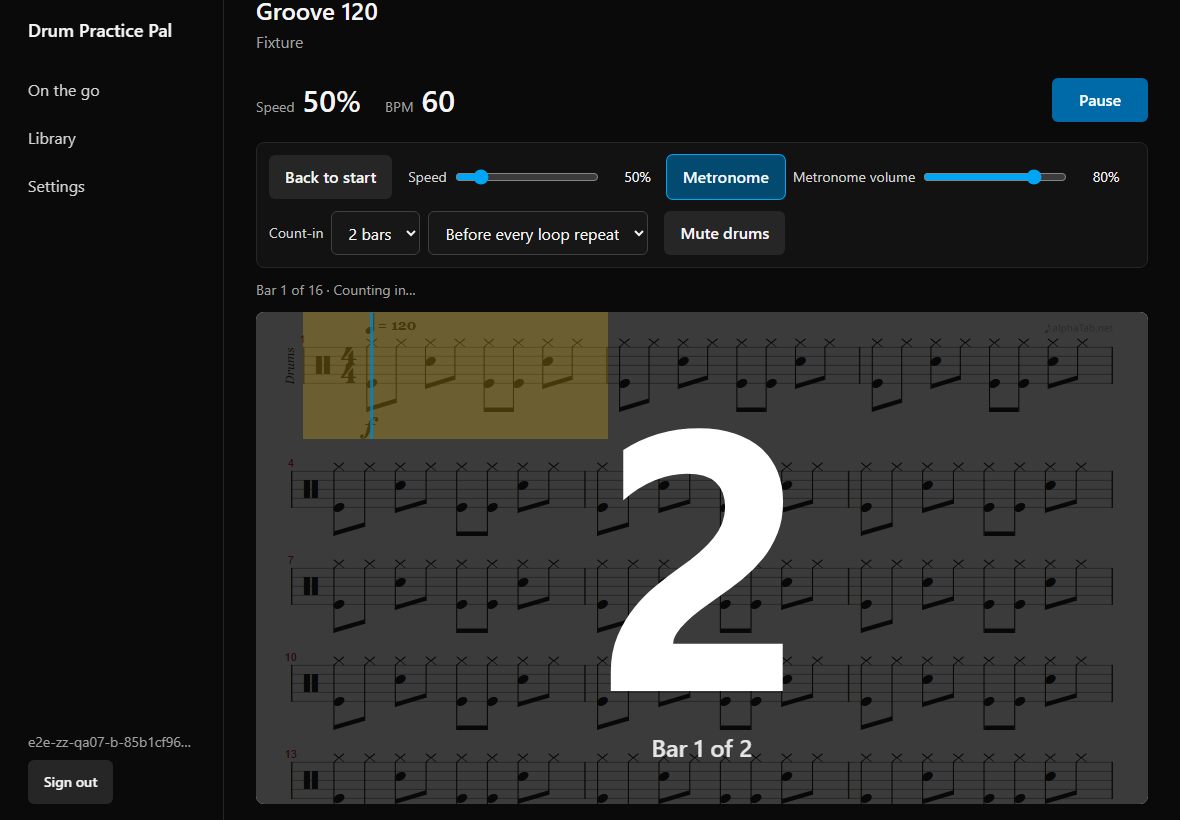 Drum Practice Pal
On the go
Library
Settings
e2e-zz-qa07-b-85b1cf96...
Sign out
Groove 120
Fixture
Speed 50% BPM 60
Pause
Back to start Speed 50% Metronome Metronome volume 80%
Count-in 2 bars Before every loop repeat Mute drums
Bar 1 of 16 · Counting in...
= 120
alphaTab.net
Drums
1
4
4
f
4
7
10
13
2
Bar 1 of 2